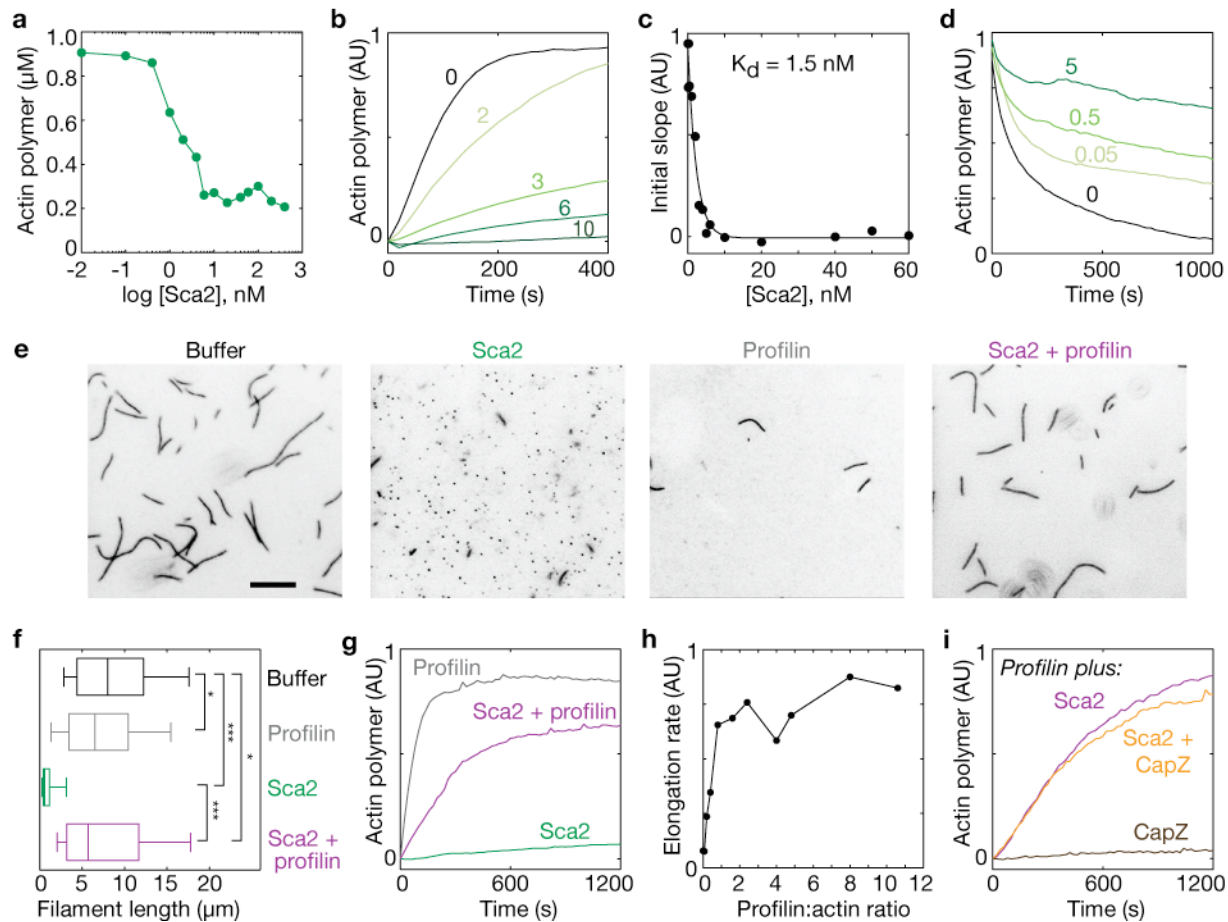 a
Actin polymer (µM)
1.0
0.8
0.6
0.4
0.2
0
-2
-1
0
1
2
3
log [Sca2], nM
b
Actin polymer (AU)
1
0
0
2
3
6
10
0
200
400
Time (s)
c
Initial slope (AU)
1
0
K_d = 1.5 nM
0
20
40
60
[Sca2], nM
d
Actin polymer (AU)
1
0
5
0.5
0.05
0
0
500
1000
Time (s)
e
Buffer
Sca2
Profilin
Sca2 + profilin
f
Buffer
Profilin
Sca2
Sca2 +
profilin
*
***
*
***
0
5
10
15
20
Filament length (µm)
g
Actin polymer (AU)
1
0
Profilin
Sca2 + profilin
Sca2
0
600
1200
Time (s)
h
Elongation rate (AU)
1
0
0
2
4
6
8
10
12
Profilin:actin ratio
i
Actin polymer (AU)
1
0
Profilin plus:
Sca2
Sca2 +
CapZ
CapZ
0
600
1200
Time (s)